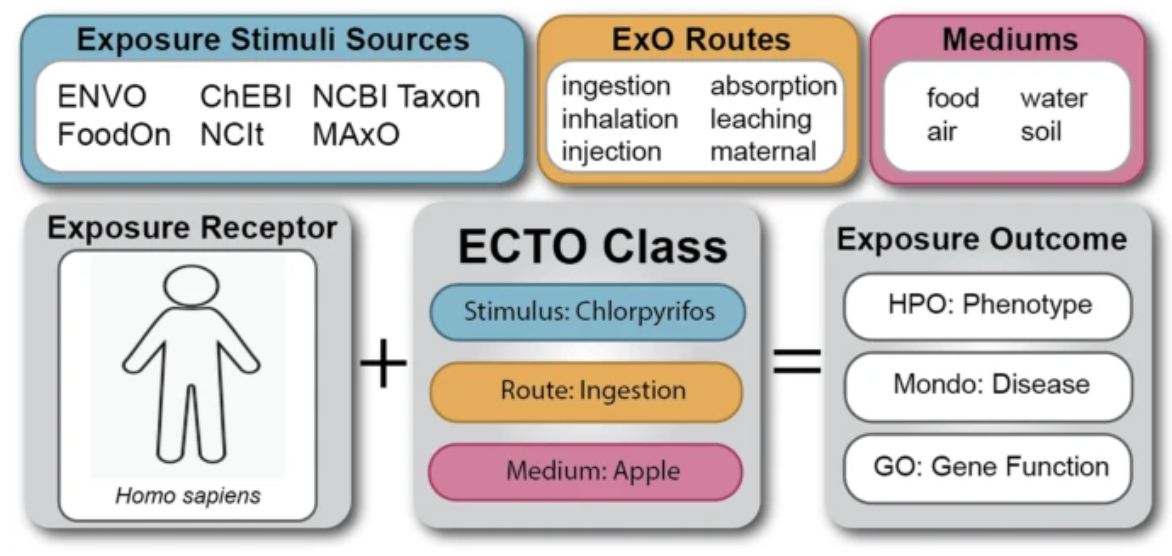 Exposure Stimuli Sources
ENVO ChEBI NCBI Taxon
FoodOn NCIt MAxO
ExO Routes
ingestion absorption
inhalation leaching
injection maternal
Mediums
food water
air soil
Exposure Receptor
Homo sapiens
+
ECTO Class
Stimulus: Chlorpyrifos
Route: Ingestion
Medium: Apple
=
Exposure Outcome
HPO: Phenotype
Mondo: Disease
GO: Gene Function